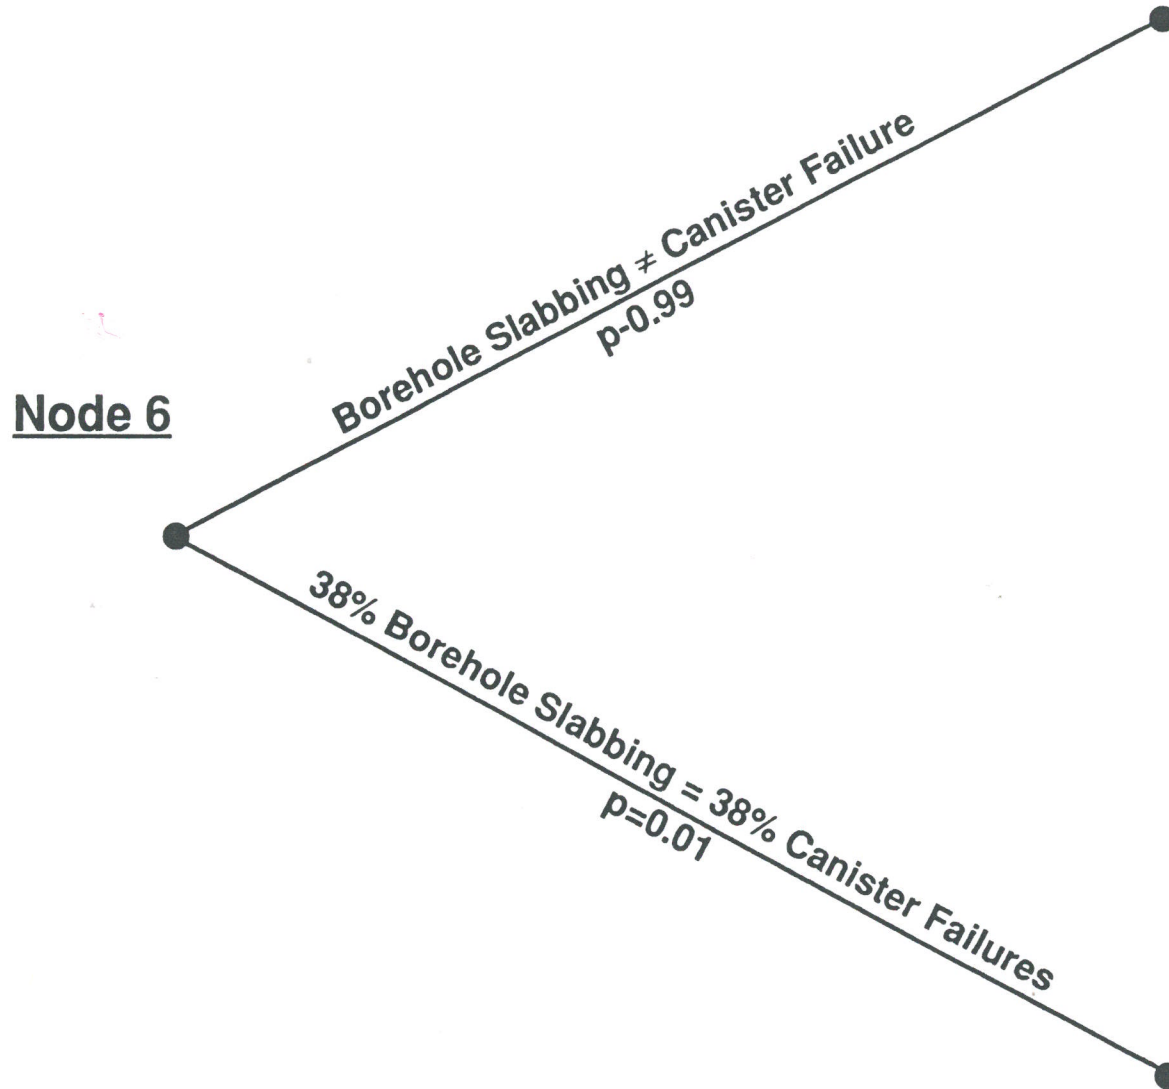 Borehole Slabbing ≠ Canister Failure
p-0.99
Node 6
38% Borehole Slabbing = 38% Canister Failures
p=0.01